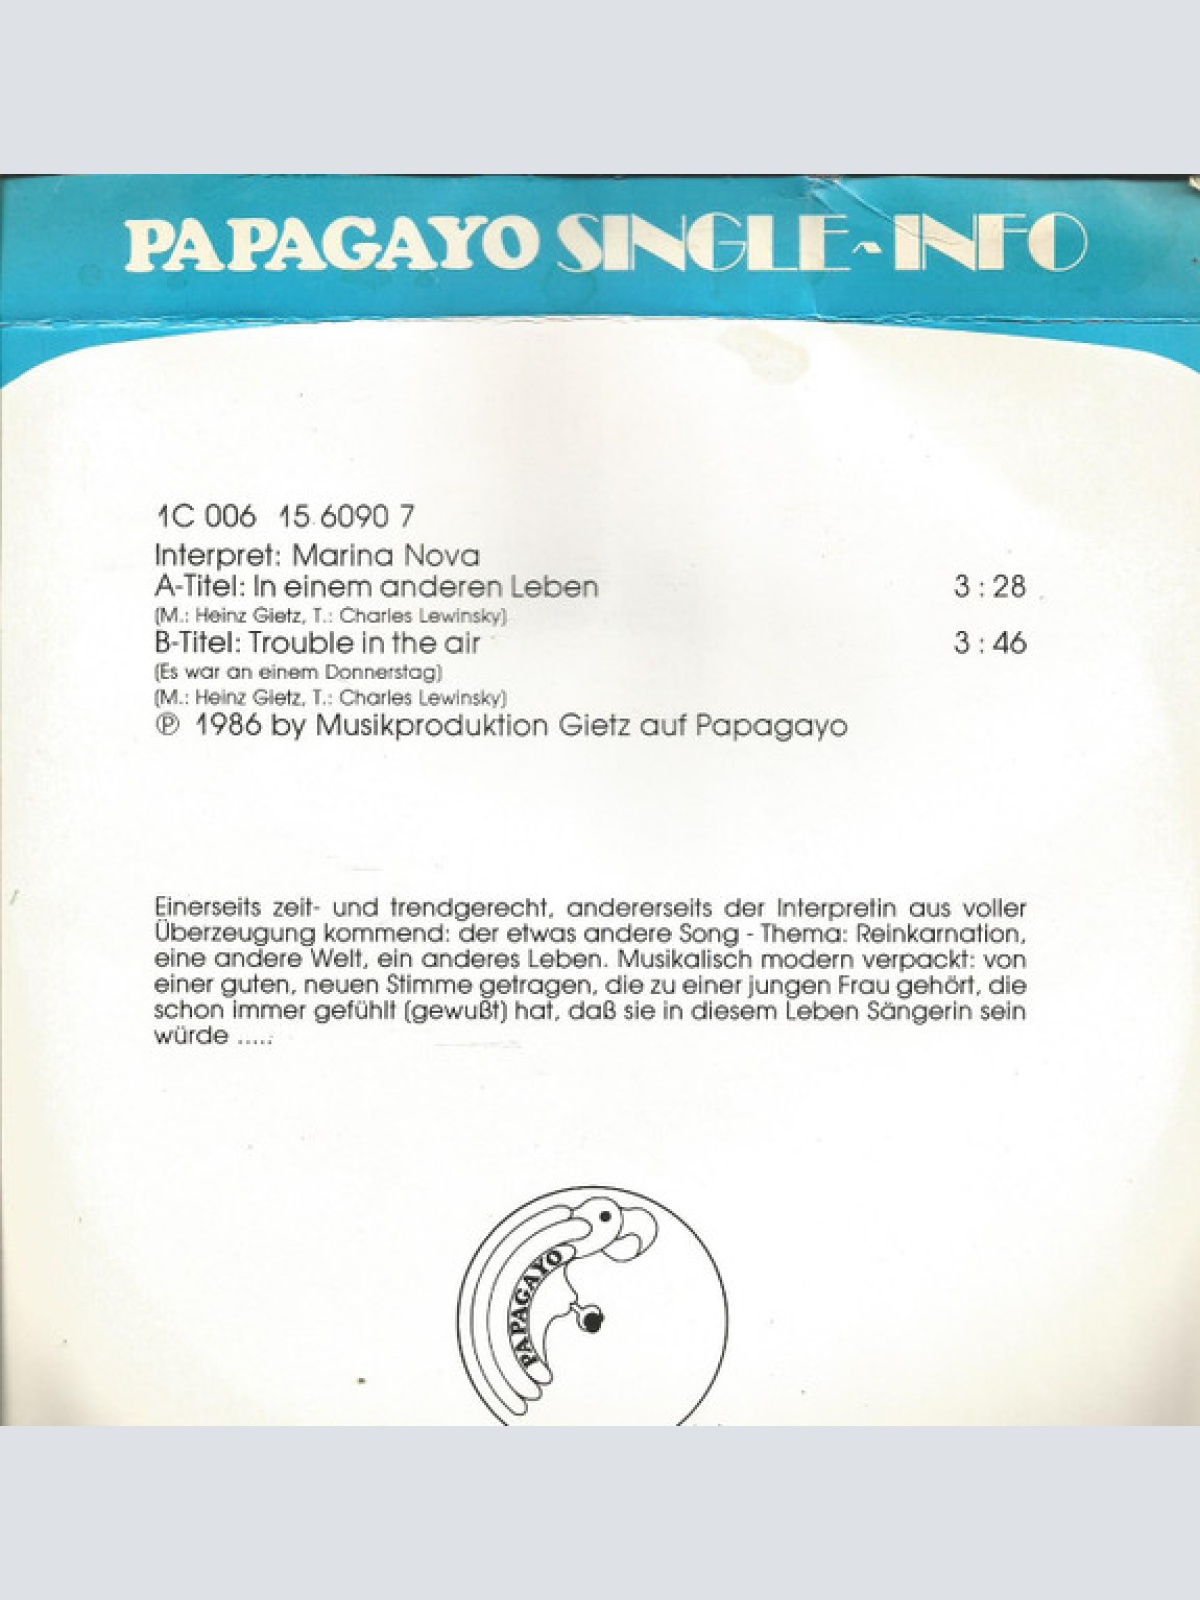 PAPAGAYO SINGLE-INFO
1C 006 15 6090 7
Interpret: Marina Nova
A-Titel: In einem anderen Leben 3 : 28
(M.: Heinz Gietz, T.: Charles Lewinsky)
B-Titel: Trouble in the air 3 : 46
(Es war an einem Donnerstag)
(M.: Heinz Gietz, T.: Charles Lewinsky)
℗ 1986 by Musikproduktion Gietz auf Papagayo
Einerseits zeit- und trendgerecht, andererseits der Interpretin aus voller
Überzeugung kommend: der etwas andere Song - Thema: Reinkarnation,
eine andere Welt, ein anderes Leben. Musikalisch modern verpackt: von
einer guten, neuen Stimme getragen, die zu einer jungen Frau gehört, die
schon immer gefühlt (gewußt) hat, daß sie in diesem Leben Sängerin sein
würde .....
PAPAGAYO